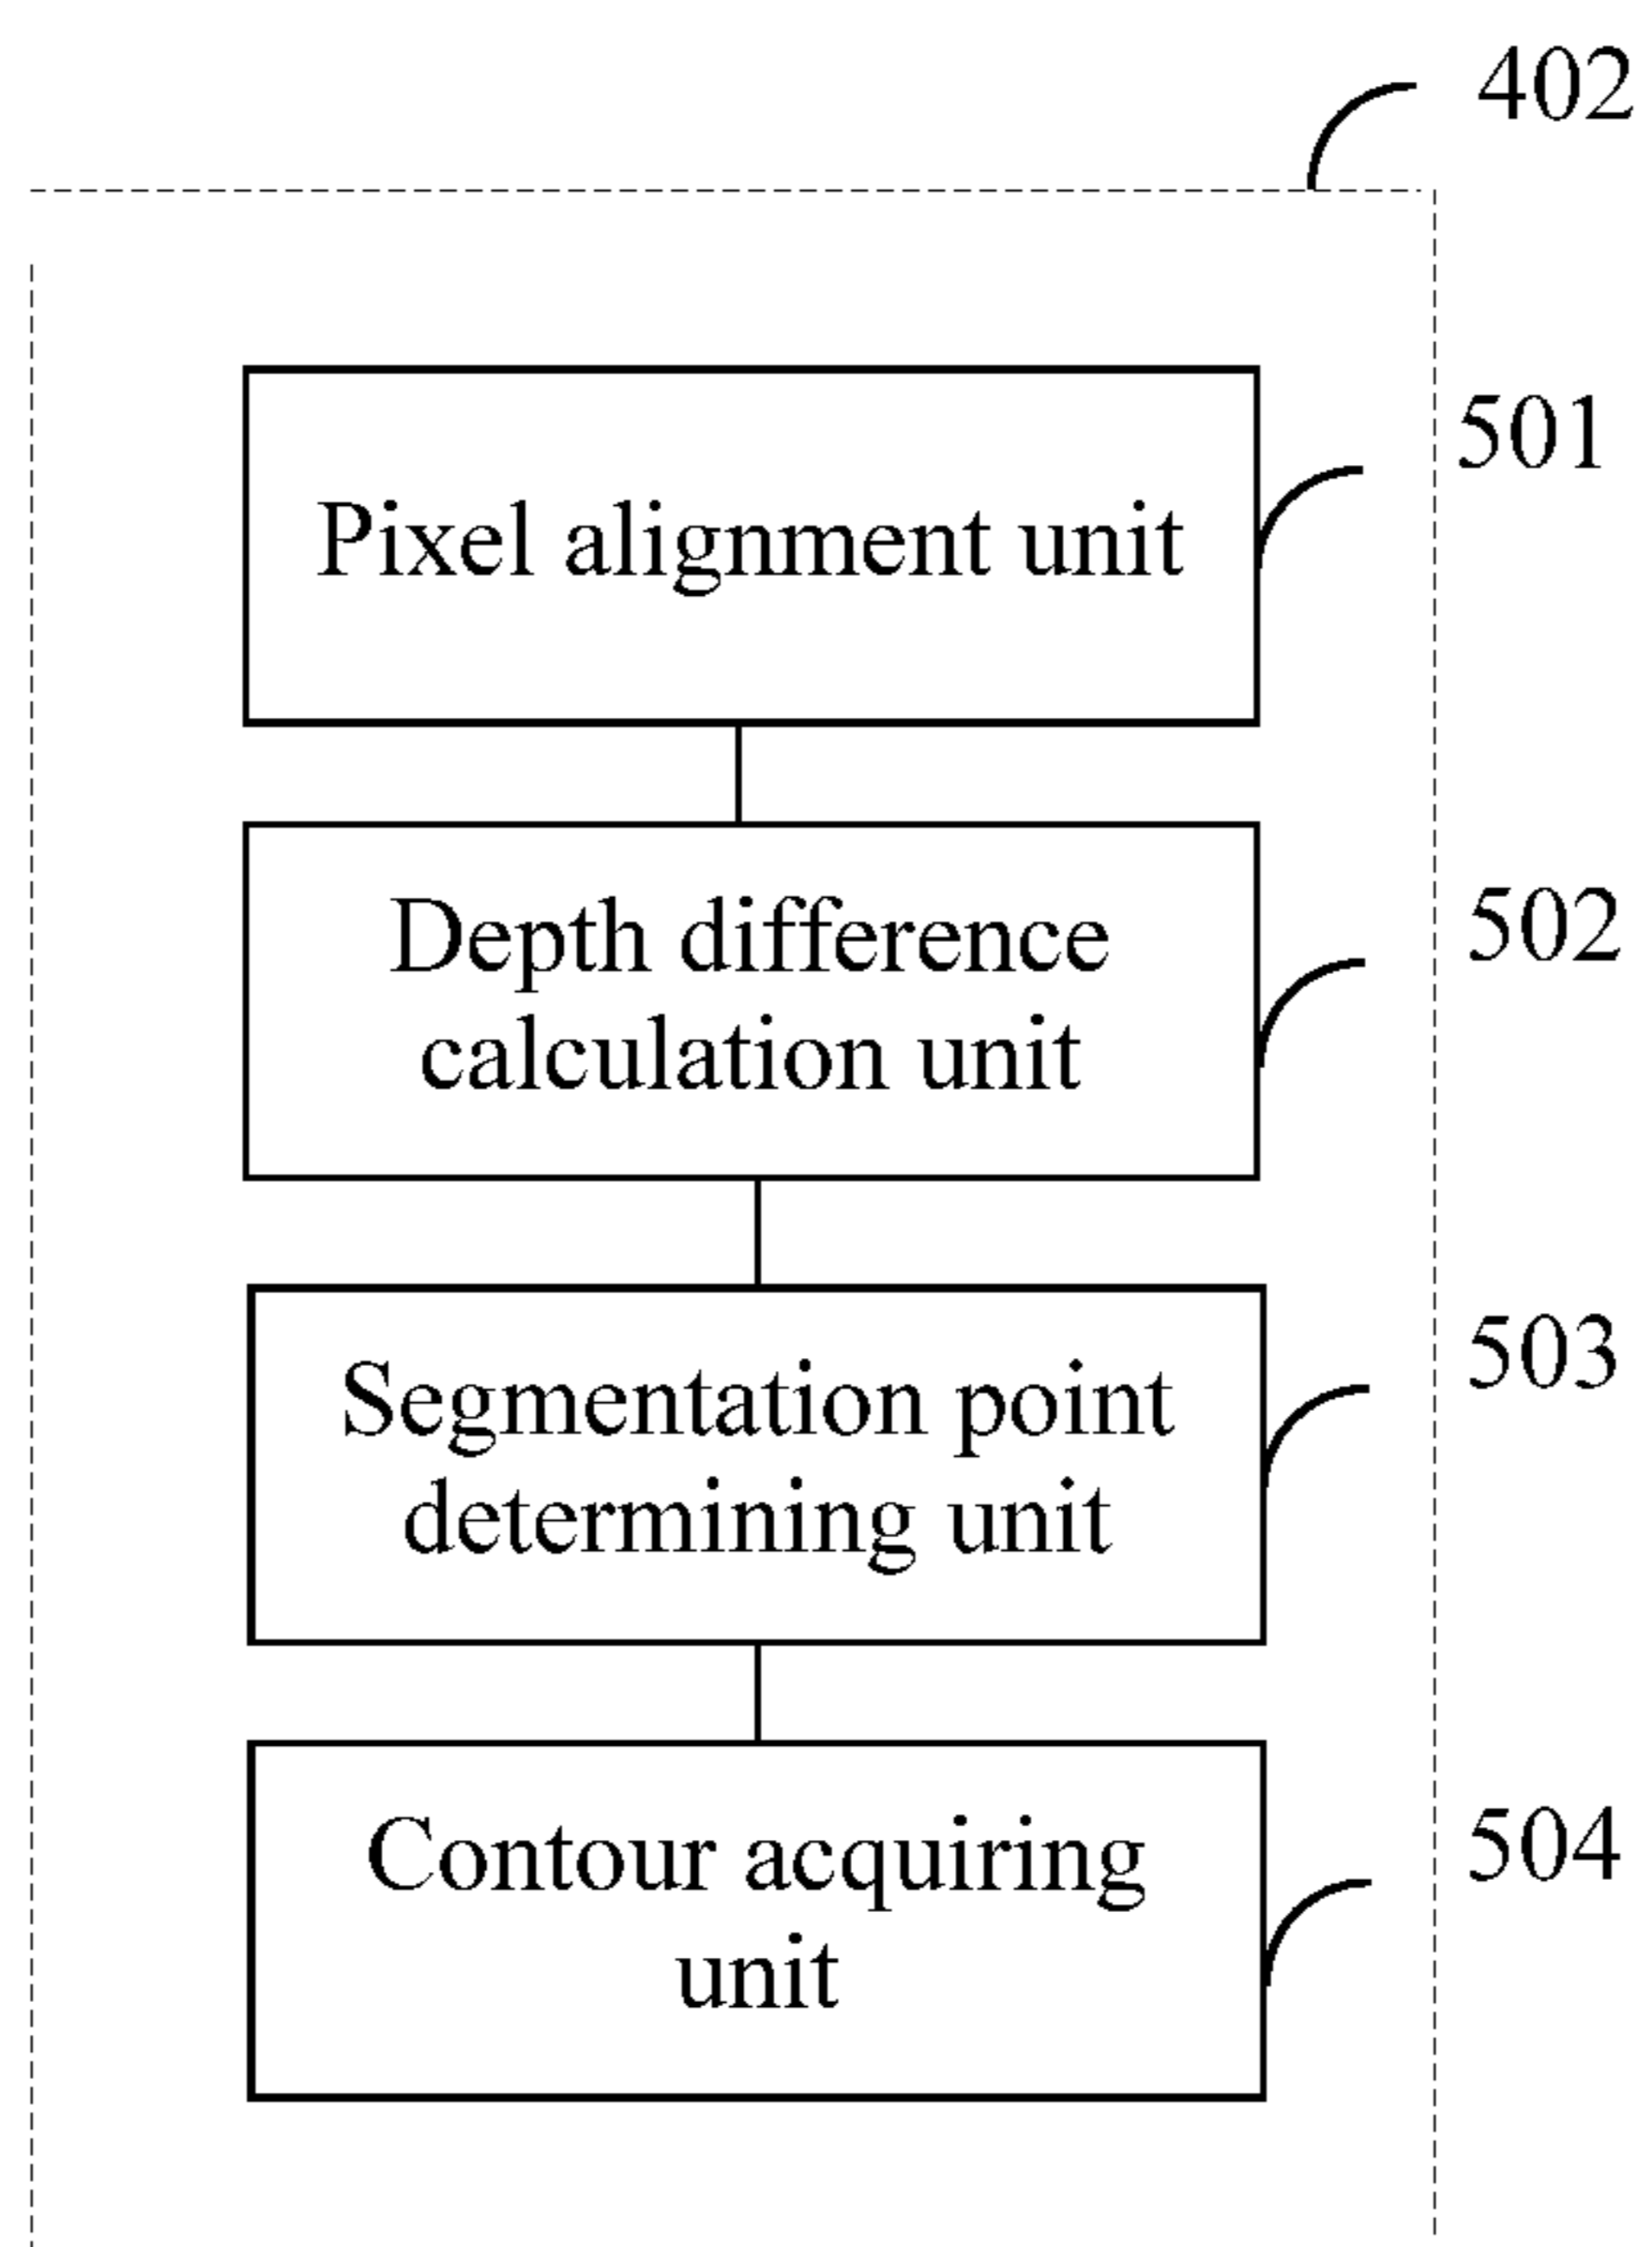 402
501
Pixel alignment unit
502
Depth difference
calculation unit
503
Segmentation point
determining unit
504
Contour acquiring
unit